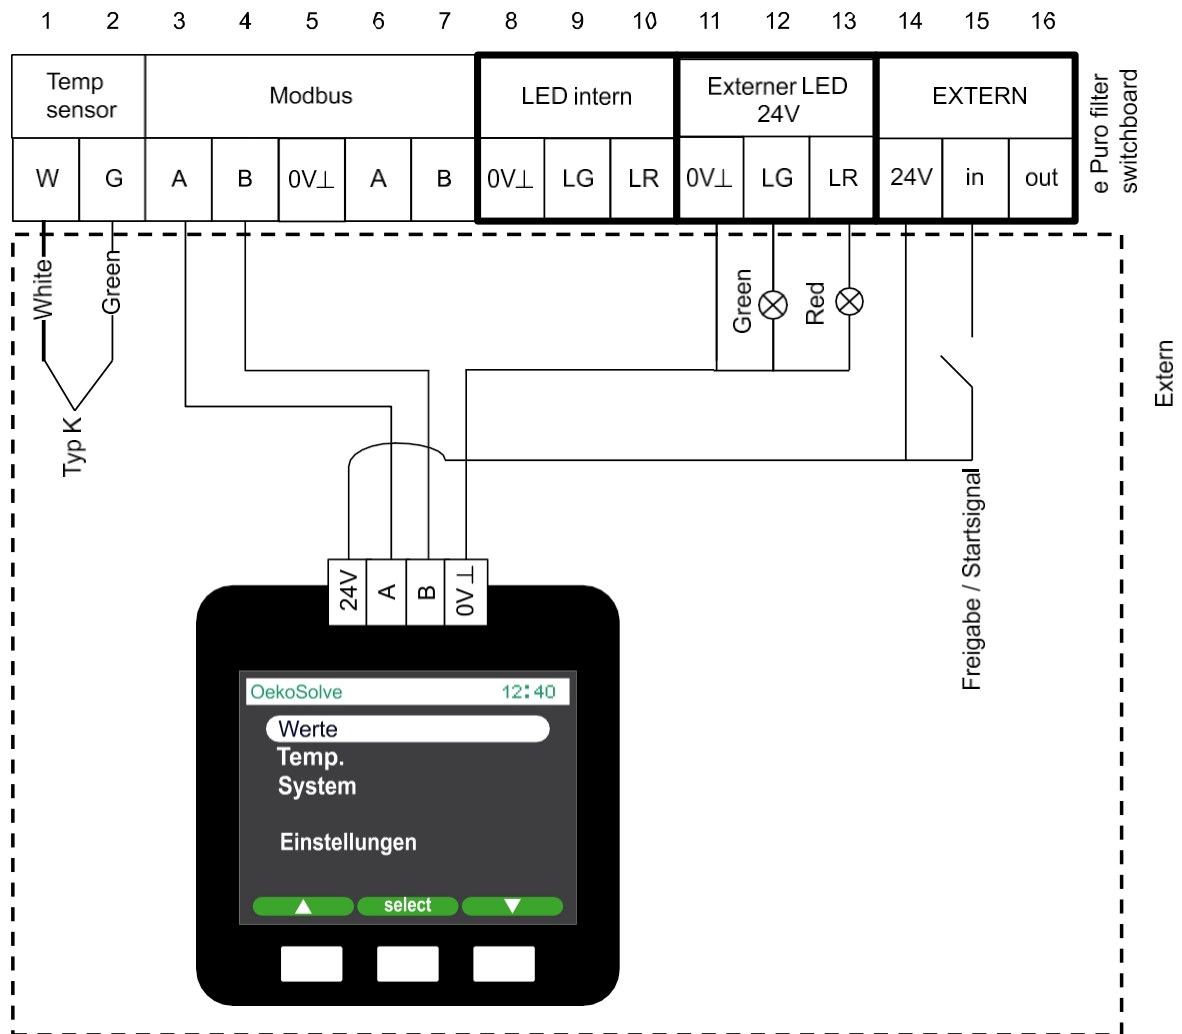 1 2 3 4 5 6 7 8 9 10 11 12 13 14 15 16
Temp
sensor
Modbus
LED intern
Externer LED
24V
EXTERN
W G A B 0V⊥ A B 0V⊥ LG LR 0V⊥ LG LR 24V in out
e Puro filter
switchboard
White
Green
Green
Red
Typ K
Extern
Freigabe / Startsignal
24V A B 0V⊥
OekoSolve 12:40
Werte
Temp.
System
Einstellungen
▲ select ▼